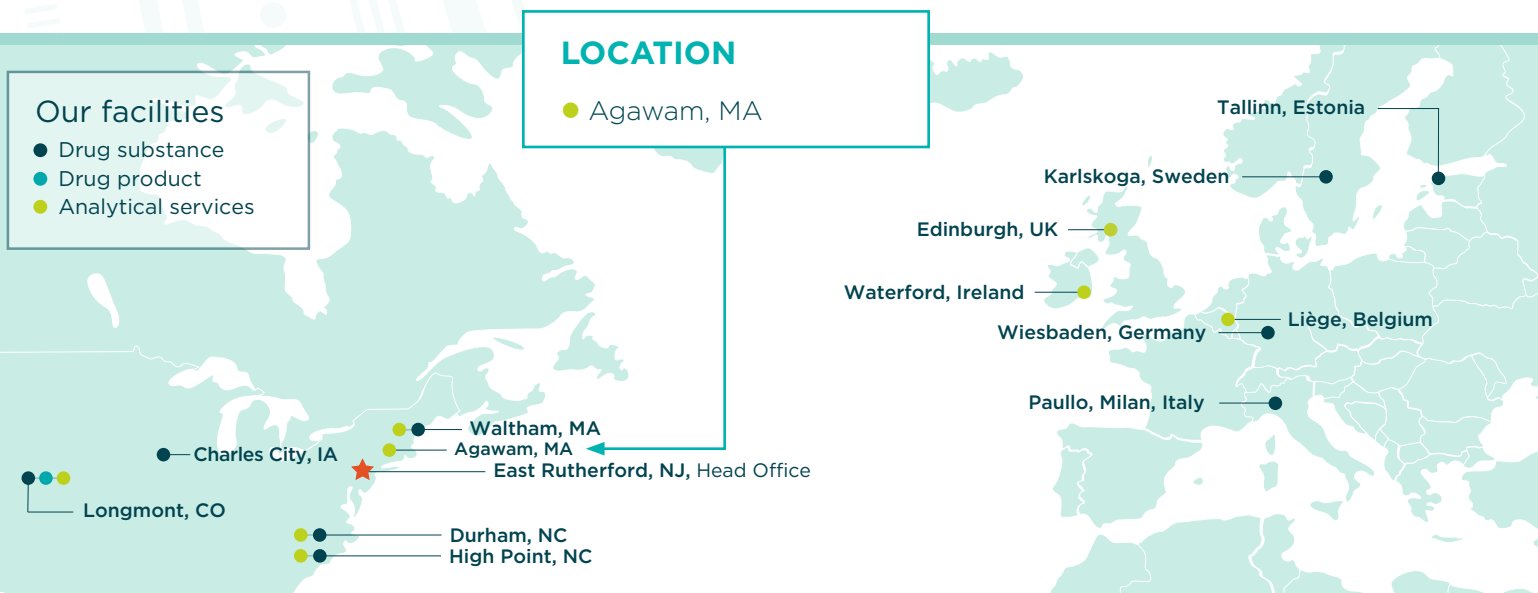 LOCATION
Agawam, MA
Our facilities
Drug substance
Drug product
Analytical services
Tallinn, Estonia
Karlskoga, Sweden
Edinburgh, UK
Waterford, Ireland
Liège, Belgium
Wiesbaden, Germany
Paullo, Milan, Italy
Waltham, MA
Agawam, MA
Charles City, IA
East Rutherford, NJ, Head Office
Longmont, CO
Durham, NC
High Point, NC